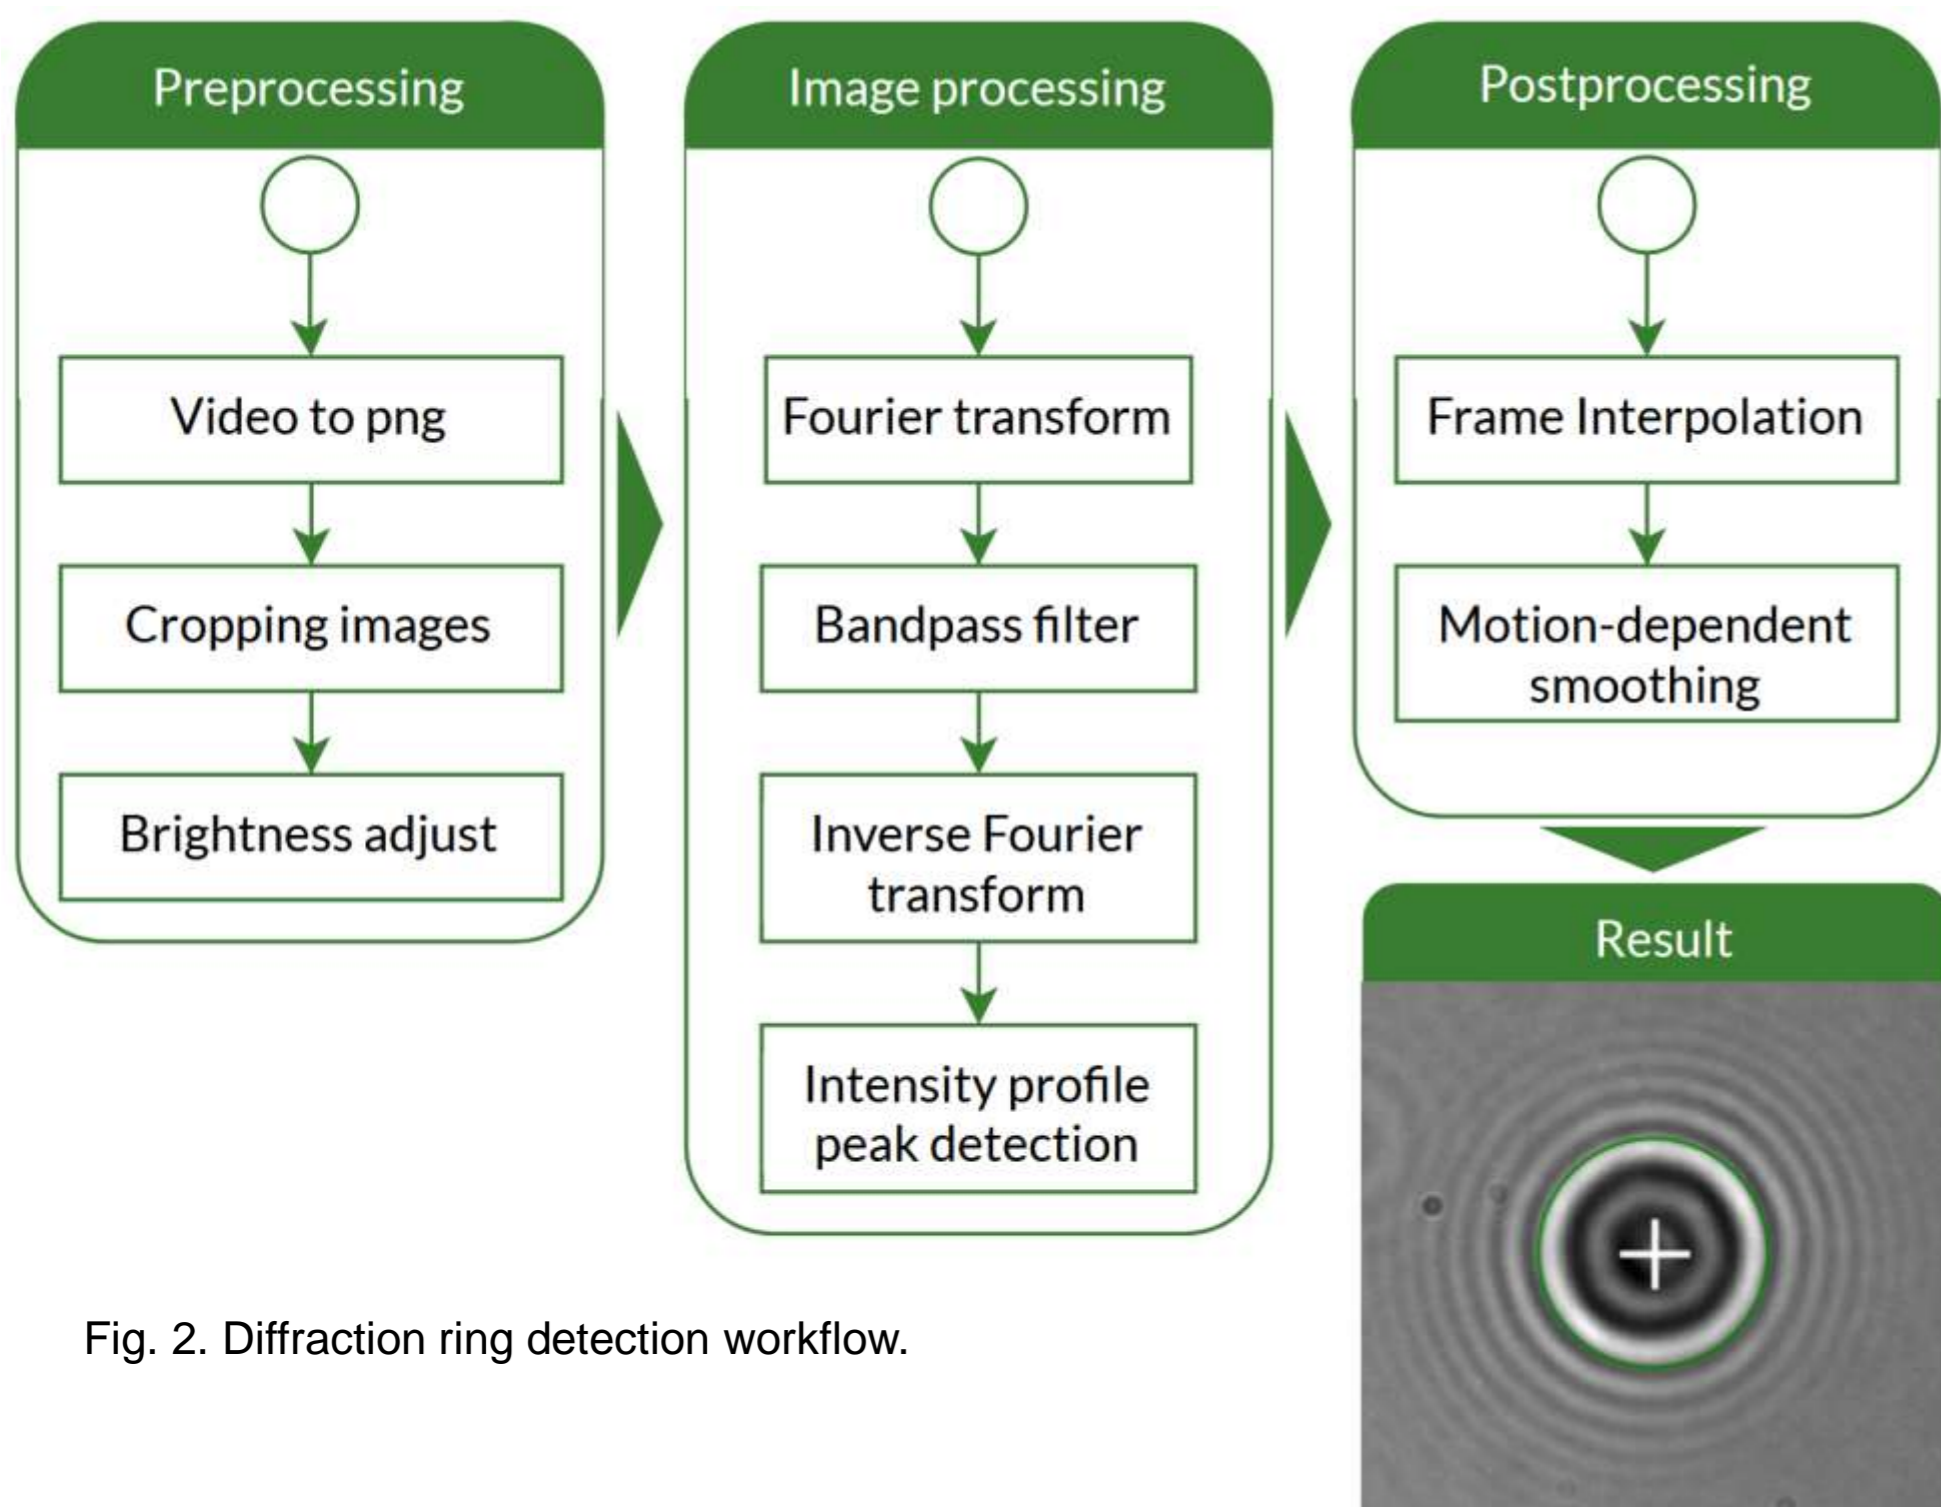 Preprocessing
Video to png
Cropping images
Brightness adjust
Image processing
Fourier transform
Bandpass filter
Inverse Fourier
transform
Intensity profile
peak detection
Postprocessing
Frame Interpolation
Motion-dependent
smoothing
Result
Fig. 2. Diffraction ring detection workflow.